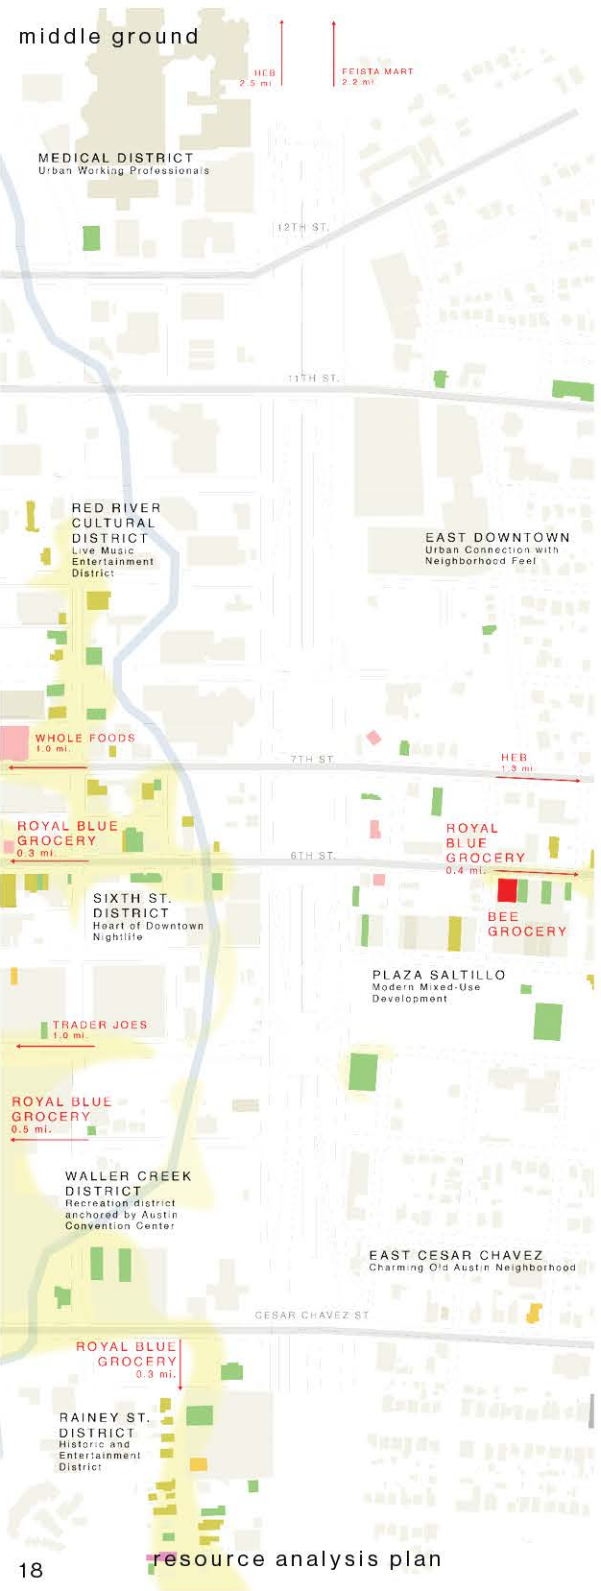 middle ground
HEB
2.5 mi.
FEISTA MART
2.2 mi.
MEDICAL DISTRICT
Urban Working Professionals
12TH ST.
11TH ST.
RED RIVER
CULTURAL
DISTRICT
Live Music
Entertainment
District
EAST DOWNTOWN
Urban Connection with
Neighborhood Feel
WHOLE FOODS
1.0 mi.
7TH ST.
HEB
1.3 mi.
ROYAL BLUE
GROCERY
0.3 mi.
ROYAL
BLUE
GROCERY
0.4 mi.
6TH ST.
SIXTH ST.
DISTRICT
Heart of Downtown
Nightlife
BEE
GROCERY
PLAZA SALTILLO
Modern Mixed-Use
Development
TRADER JOES
1.0 mi.
ROYAL BLUE
GROCERY
0.5 mi.
WALLER CREEK
DISTRICT
Recreation district
anchored by Austin
Convention Center
EAST CESAR CHAVEZ
Charming Old Austin Neighborhood
CESAR CHAVEZ ST
ROYAL BLUE
GROCERY
0.3 mi.
RAINEY ST.
DISTRICT
Historic and
Entertainment
District
resource analysis plan
18